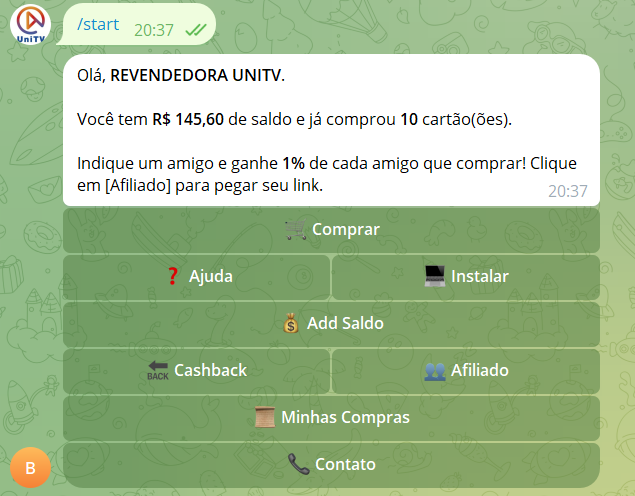 /start 20:37
UniTV
Olá, REVENDEDORA UNITV.
Você tem R$ 145,60 de saldo e já comprou 10 cartão(ões).
Indique um amigo e ganhe 1% de cada amigo que comprar! Clique
em [Afiliado] para pegar seu link.
20:37
Comprar
❓ Ajuda
Instalar
Add Saldo
BACK Cashback
Afiliado
Minhas Compras
Contato
B